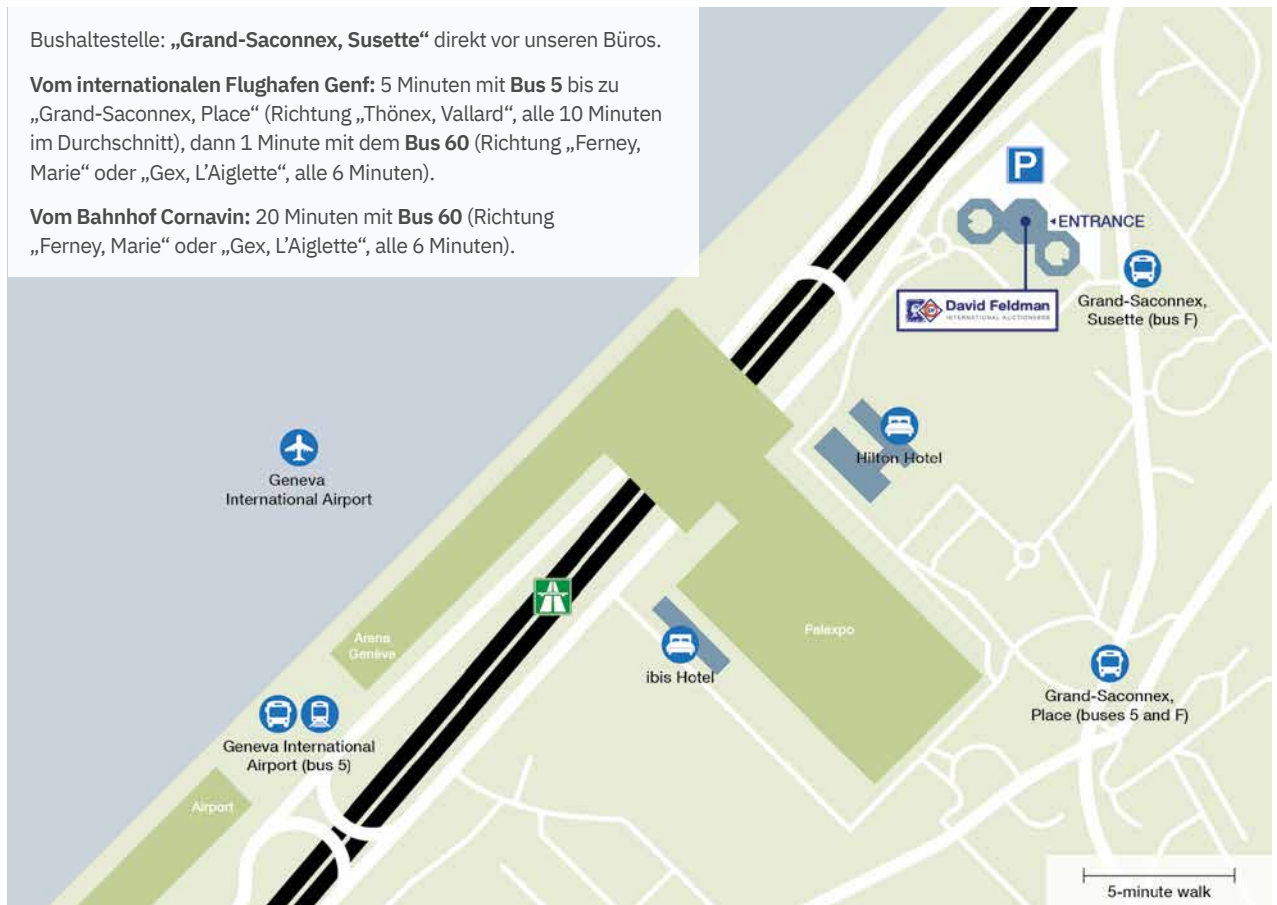 Bushaltestelle: „Grand-Saconnex, Susette“ direkt vor unseren Büros.
Vom internationalen Flughafen Genf: 5 Minuten mit Bus 5 bis zu
„Grand-Saconnex, Place“ (Richtung „Thönex, Vallard“, alle 10 Minuten
im Durchschnitt), dann 1 Minute mit dem Bus 60 (Richtung „Ferney,
Marie“ oder „Gex, L’Aiglette“, alle 6 Minuten).
Vom Bahnhof Cornavin: 20 Minuten mit Bus 60 (Richtung
„Ferney, Marie“ oder „Gex, L’Aiglette“, alle 6 Minuten).
P
ENTRANCE
David Feldman
INTERNATIONAL AUCTIONEERS
Grand-Saconnex,
Susette (bus F)
Hilton Hotel
Geneva
International Airport
Arena
Genève
Palexpo
ibis Hotel
Grand-Saconnex,
Place (buses 5 and F)
Geneva International
Airport (bus 5)
Airport
5-minute walk